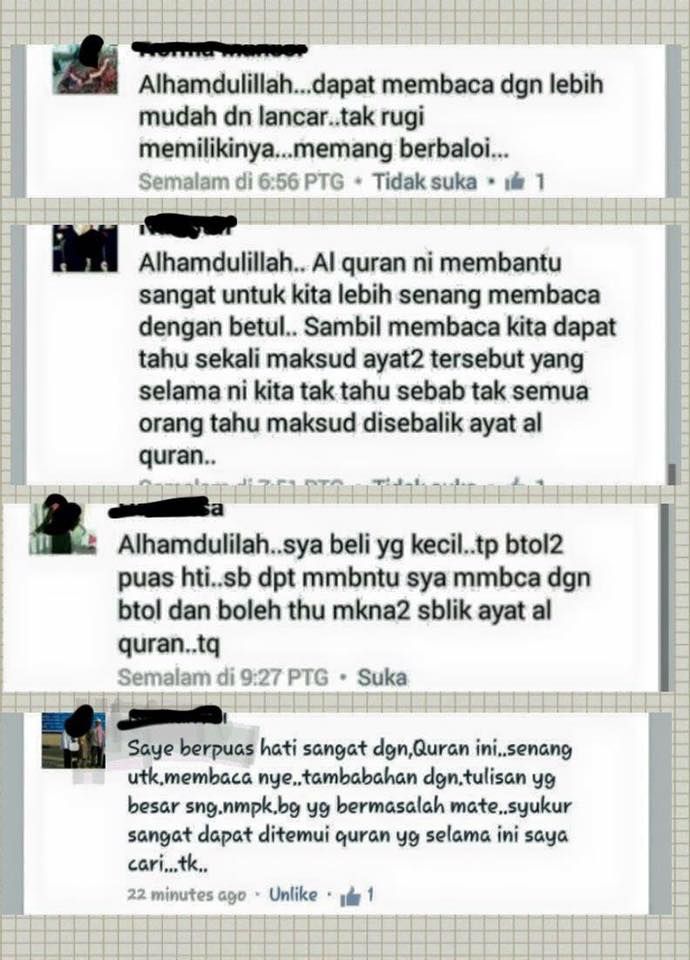 Alhamdulillah...dapat membaca dgn lebih
mudah dn lancar..tak rugi
memilikinya...memang berbaloi...
Semalam di 6:56 PTG • Tidak suka • 1
Alhamdulillah.. Al quran ni membantu
sangat untuk kita lebih senang membaca
dengan betul.. Sambil membaca kita dapat
tahu sekali maksud ayat2 tersebut yang
selama ni kita tak tahu sebab tak semua
orang tahu maksud disebalik ayat al
quran..
Alhamdulilah..sya beli yg kecil..tp btol2
puas hti..sb dpt mmbntu sya mmbca dgn
btol dan boleh thu mkna2 sblik ayat al
quran..tq
Semalam di 9:27 PTG • Suka
Saye berpuas hati sangat dgn,Quran ini..senang
utk.membaca nye..tambabahan dgn.tulisan yg
besar sng.nmpk.bg yg bermasalah mate..syukur
sangat dapat ditemui quran yg selama ini saya
cari...tk..
22 minutes ago · Unlike · 1